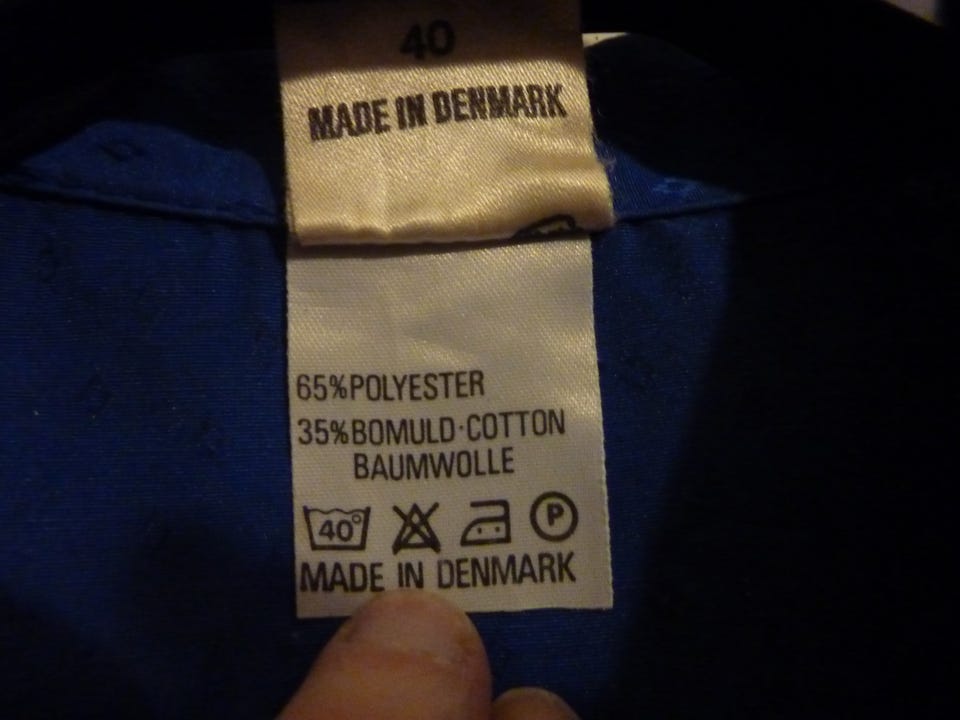 40
MADE IN DENMARK
65%POLYESTER
35%BOMULD·COTTON
BAUMWOLLE
40° P
MADE IN DENMARK